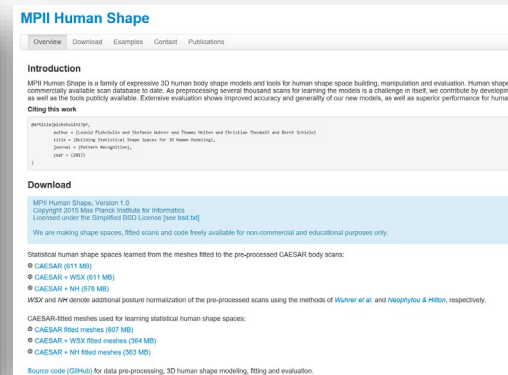 MPII Human Shape
Overview Download Examples Contact Publications
Introduction
MPII Human Shape is a family of expressive 3D human body shape models and tools for human shape space building, manipulation and evaluation. Human shape
commercially available scan database to date. As preprocessing several thousand scans for learning the models is a challenge in itself, we contribute by developin
as well as the tools publicly available. Extensive evaluation shows improved accuracy and generality of our new models, as well as superior performance for huma
Citing this work
@article{pishchulin17pr,
author = {Leonid Pishchulin and Stefanie Wuhrer and Thomas Helten and Christian Theobalt and Bernt Schiele}
title = {Building Statistical Shape Spaces for 3D Human Modeling},
journal = {Pattern Recognition},
year = {2017}
}
Download
MPII Human Shape, Version 1.0
Copyright 2015 Max Planck Institute for Informatics
Licensed under the Simplified BSD License [see bsd.txt]
We are making shape spaces, fitted scans and code freely available for non-commercial and educational purposes only.
Statistical human shape spaces learned from the meshes fitted to the pre-processed CAESAR body scans:
CAESAR (611 MB)
CAESAR + WSX (611 MB)
CAESAR + NH (578 MB)
WSX and NH denote additional posture normalization of the pre-processed scans using the methods of Wuhrer et al. and Neophytou & Hilton, respectively.
CAESAR-fitted meshes used for learning statistical human shape spaces:
CAESAR fitted meshes (607 MB)
CAESAR + WSX fitted meshes (364 MB)
CAESAR + NH fitted meshes (363 MB)
Source code (GitHub) for data pre-processing, 3D human shape modeling, fitting and evaluation.